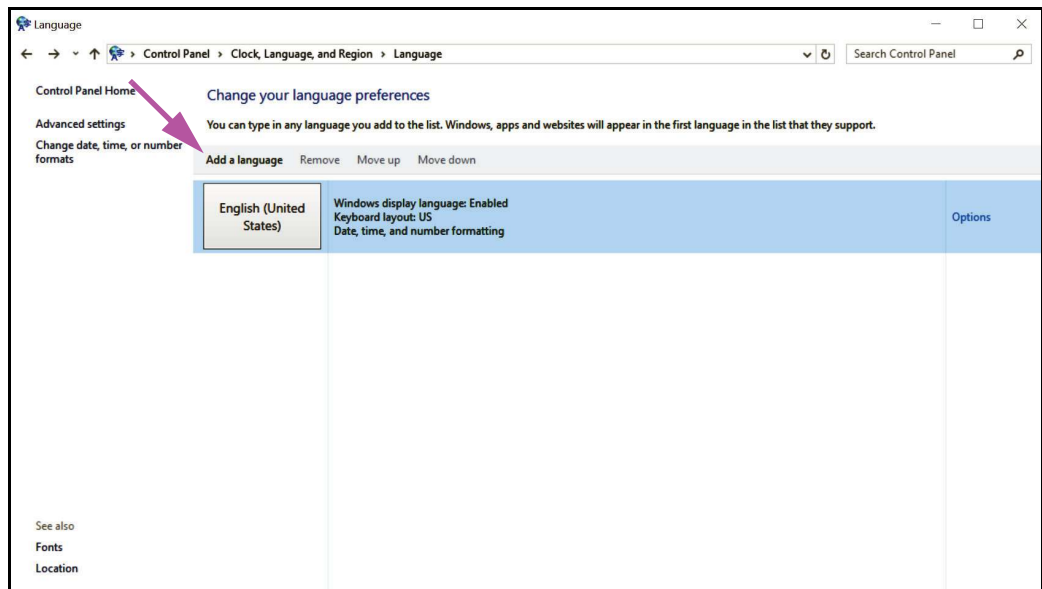 Language
Control Panel > Clock, Language, and Region > Language
Search Control Panel
Control Panel Home
Advanced settings
Change date, time, or number
formats
Change your language preferences
You can type in any language you add to the list. Windows, apps and websites will appear in the first language in the list that they support.
Add a language Remove Move up Move down
English (United
States)
Windows display language: Enabled
Keyboard layout: US
Date, time, and number formatting
Options
See also
Fonts
Location